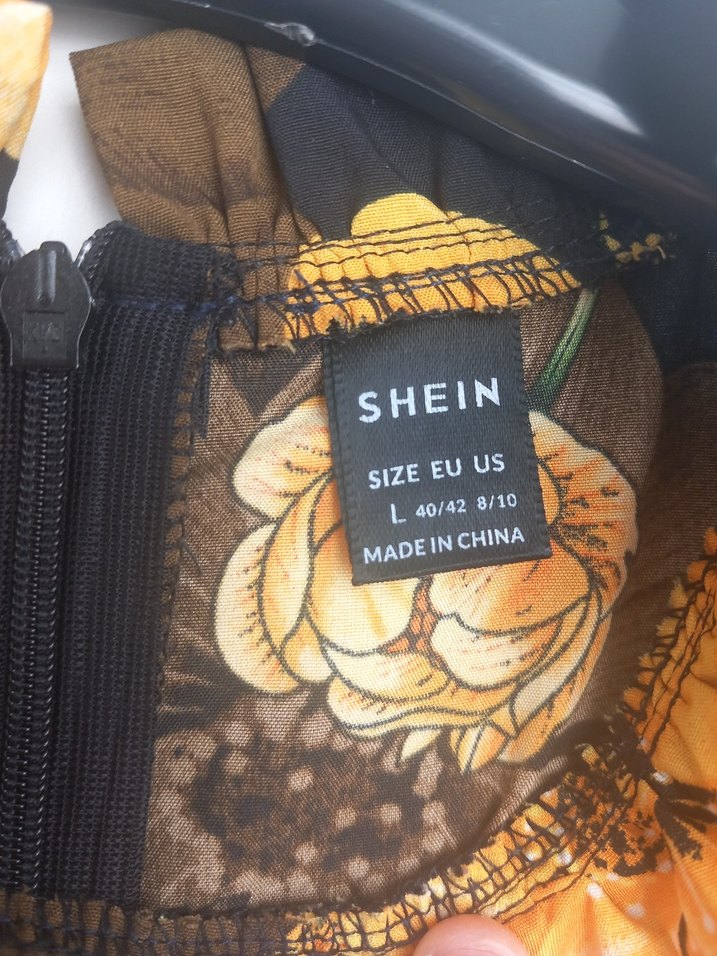 SHEIN
SIZE EU US
L 40/42 8/10
MADE IN CHINA